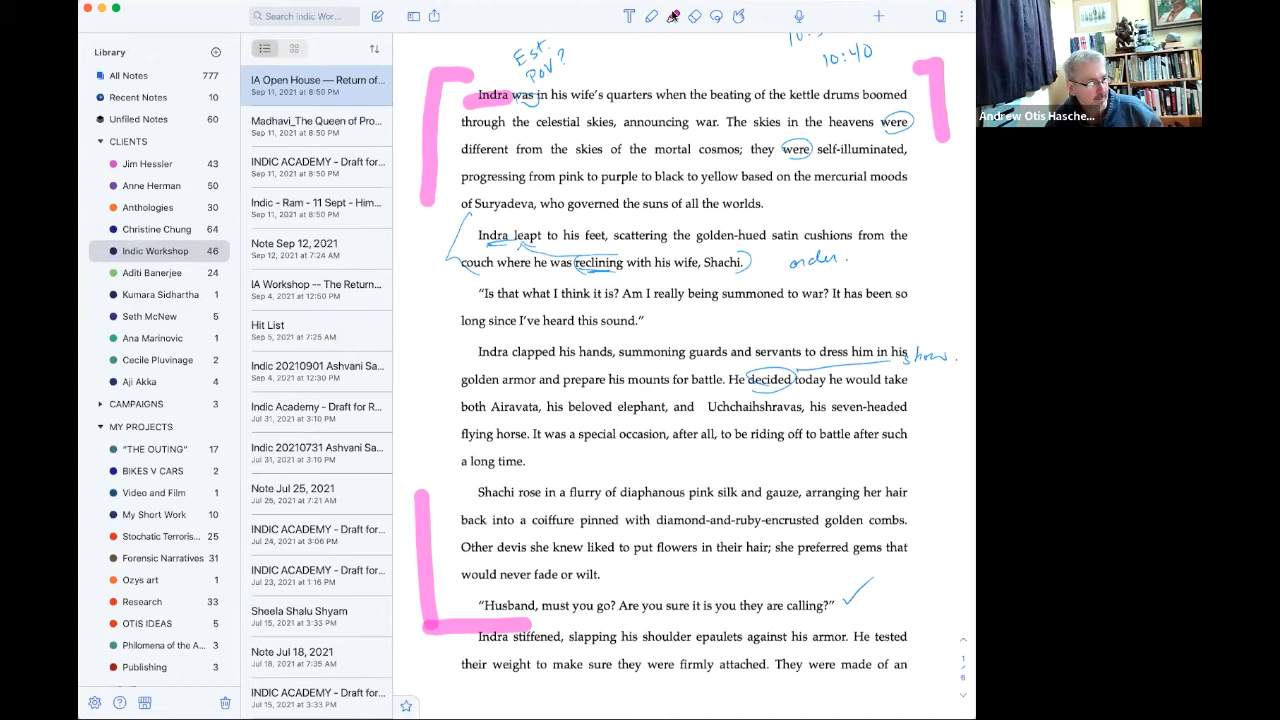 Search Indic Wor...
Library
All Notes 777
Recent Notes 10
Unfiled Notes 60
CLIENTS
Jim Hessler 43
Anne Herman 50
Anthologies 30
Christine Chung 64
Indic Workshop 46
Aditi Banerjee 24
Kumara Sidhartha 1
Seth McNew 5
Ana Marinovic 1
Cecile Pluvinage 2
Aji Akka 4
CAMPAIGNS 3
MY PROJECTS
“THE OUTING” 17
BIKES V CARS 2
Video and Film 1
My Short Work 10
Stochatic Terroris... 25
Forensic Narratives 31
Ozys art 1
Research 33
OTIS IDEAS 5
Philomena of the A... 3
Publishing 3
IA Open House — Return of...
Sep 11, 2021 at 8:50 PM
Madhavi_The Queen of Pro...
Sep 11, 2021 at 8:50 PM
INDIC ACADEMY - Draft for...
Sep 11, 2021 at 8:50 PM
Indic - Ram - 11 Sept - Him...
Sep 11, 2021 at 8:50 PM
Note Sep 12, 2021
Sep 12, 2021 at 7:24 AM
IA Workshop -- The Return...
Sep 4, 2021 at 12:50 PM
Hit List
Sep 5, 2021 at 7:25 AM
Indic 20210906 Ashvani Sa...
Indic Academy - Draft for R...
Jul 31, 2021 at 3:10 PM
Indic 20210731 Ashvani Sa...
Jul 31, 2021 at 3:10 PM
Note Jul 25, 2021
Jul 25, 2021 at 7:21 AM
INDIC ACADEMY - Draft for...
Jul 24, 2021 at 3:06 PM
INDIC ACADEMY - Draft for...
Jul 23, 2021 at 1:16 PM
Sheela Shalu Shyam
Jul 15, 2021 at 3:33 PM
Note Jul 18, 2021
Jul 18, 2021 at 7:35 AM
INDIC ACADEMY - Draft for...
Jul 15, 2021 at 3:33 PM
Est.
POV?
10:40
Indra was in his wife’s quarters when the beating of the kettle drums boomed
through the celestial skies, announcing war. The skies in the heavens were
different from the skies of the mortal cosmos; they were self-illuminated,
progressing from pink to purple to black to yellow based on the mercurial moods
of Suryadeva, who governed the suns of all the worlds.
Indra leapt to his feet, scattering the golden-hued satin cushions from the
couch where he was reclining with his wife, Shachi.
order.
“Is that what I think it is? Am I really being summoned to war? It has been so
long since I’ve heard this sound.”
Indra clapped his hands, summoning guards and servants to dress him in his
show.
golden armor and prepare his mounts for battle. He decided today he would take
both Airavata, his beloved elephant, and Uchchaihshravas, his seven-headed
flying horse. It was a special occasion, after all, to be riding off to battle after such
a long time.
Shachi rose in a flurry of diaphanous pink silk and gauze, arranging her hair
back into a coiffure pinned with diamond-and-ruby-encrusted golden combs.
Other devis she knew liked to put flowers in their hair; she preferred gems that
would never fade or wilt.
“Husband, must you go? Are you sure it is you they are calling?”
Indra stiffened, slapping his shoulder epaulets against his armor. He tested
their weight to make sure they were firmly attached. They were made of an
1
/
6
Andrew Otis Hasche...